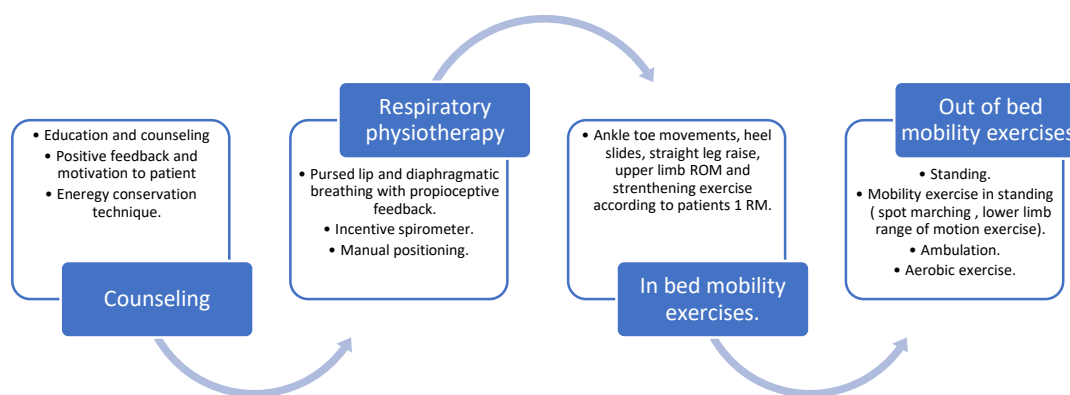 • Education and counseling
• Positive feedback and
motivation to patient
• Eneregy conservation
technique.
Counseling
Respiratory
physiotherapy
• Pursed lip and diaphragmatic
breathing with propioceptive
feedback.
• Incentive spirometer.
• Manual positioning.
• Ankle toe movements, heel
slides, straight leg raise,
upper limb ROM and
strenthening exercise
according to patients 1 RM.
In bed mobility
exercises.
Out of bed
mobility exercises
• Standing.
• Mobility exercise in standing
( spot marching , lower limb
range of motion exercise).
• Ambulation.
• Aerobic exercise.